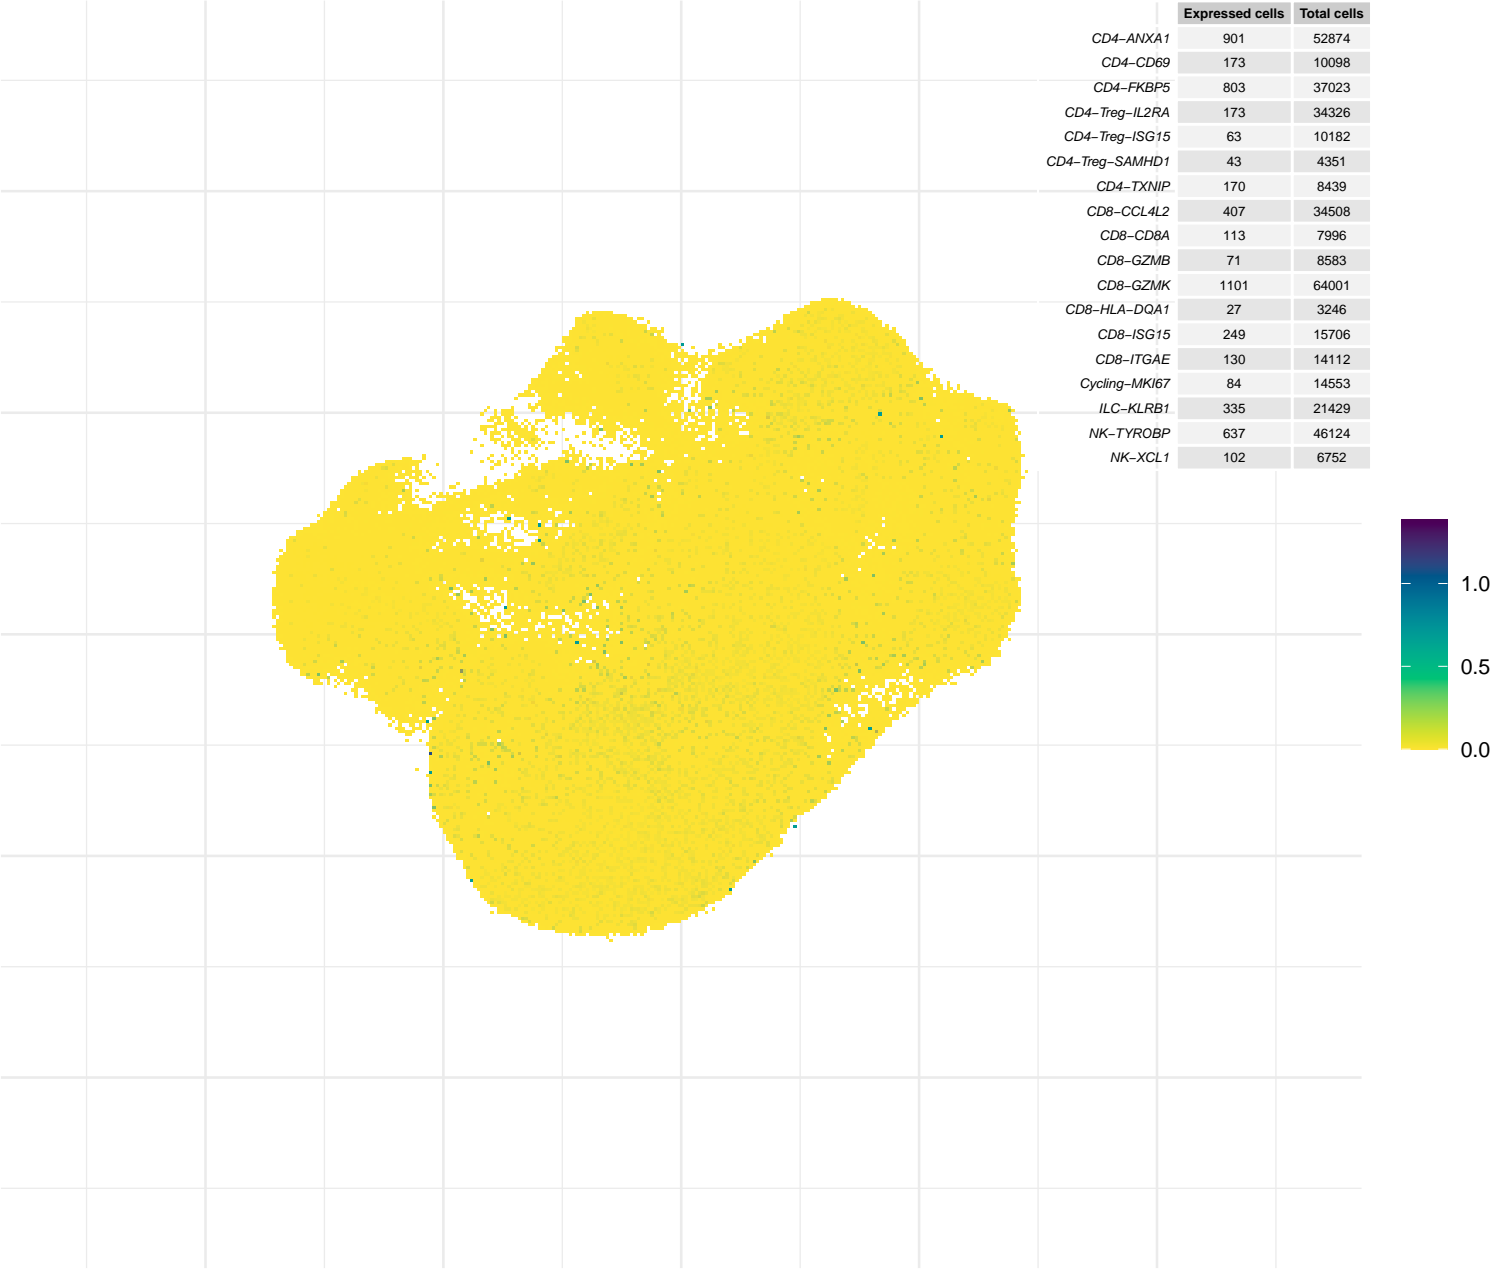 Expressed cells Total cells
CD4−ANXA1 901 52874
CD4−CD69 173 10098
CD4−FKBP5 803 37023
CD4−Treg−IL2RA 173 34326
CD4−Treg−ISG15 63 10182
CD4−Treg−SAMHD1 43 4351
CD4−TXNIP 170 8439
CD8−CCL4L2 407 34508
CD8−CD8A 113 7996
CD8−GZMB 71 8583
CD8−GZMK 1101 64001
CD8−HLA−DQA1 27 3246
CD8−ISG15 249 15706
CD8−ITGAE 130 14112
Cycling−MKI67 84 14553
ILC−KLRB1 335 21429
NK−TYROBP 637 46124
NK−XCL1 102 6752
1.0
0.5
0.0